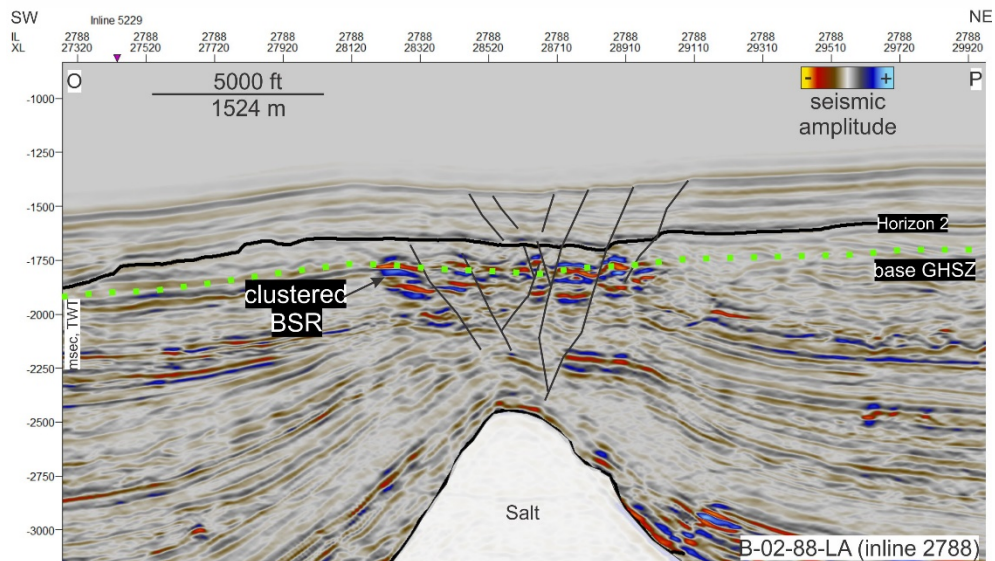 SW
NE
Inline 5229
IL 2788 2788 2788 2788 2788 2788 2788 2788 2788 2788 2788 2788 2788 2788
XL 27320 27520 27720 27920 28120 28320 28520 28710 28910 29110 29310 29510 29720 29920
O
P
5000 ft
1524 m
- +
seismic
amplitude
-1000
-1250
-1500
-1750
-2000
-2250
-2500
-2750
-3000
msec, TWT
Horizon 2
base GHSZ
clustered
BSR
Salt
B-02-88-LA (inline 2788)